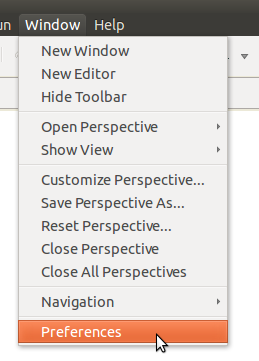 un Window Help
New Window
New Editor
Hide Toolbar
Open Perspective
Show View
Customize Perspective...
Save Perspective As...
Reset Perspective...
Close Perspective
Close All Perspectives
Navigation
Preferences